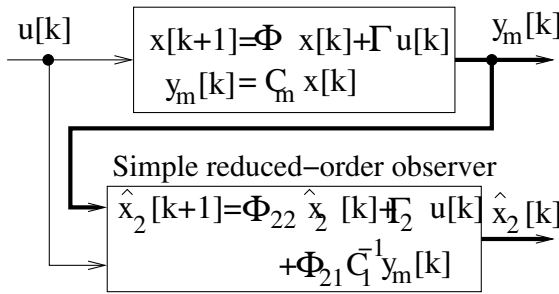 u[k]
x[k+1]=Φ x[k]+Γ u[k]
y_m[k]= C_m x[k]
y_m[k]
Simple reduced-order observer
x̂_2[k+1]=Φ_22 x̂_2[k]+Γ_2 u[k]
+Φ_21 C_1^-1 y_m[k]
x̂_2[k]